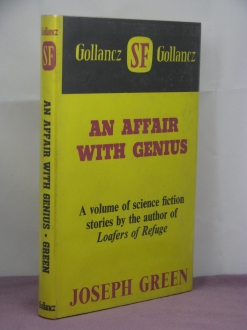 Gollancz SF Gollancz
AN AFFAIR
WITH GENIUS
A volume of science fiction
stories by the author of
Loafers of Refuge
JOSEPH GREEN
SF
AN AFFAIR WITH GENIUS · GREEN
Gollancz